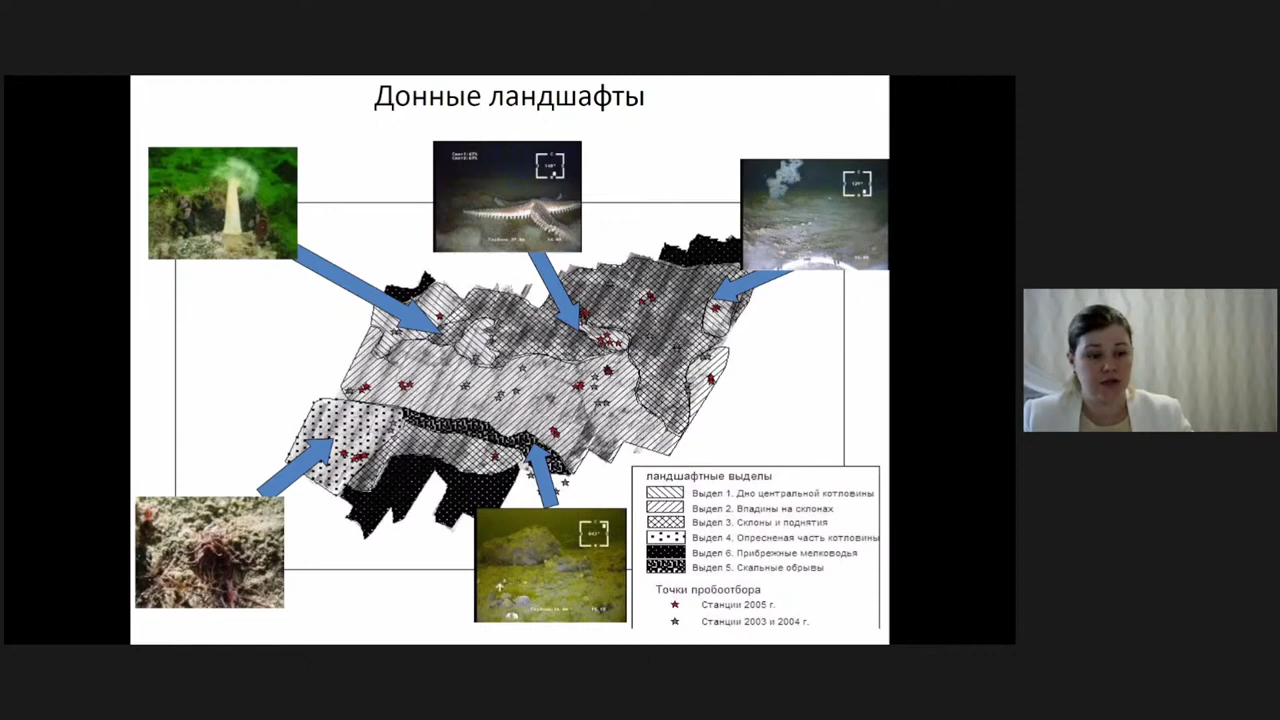 Донные ландшафты
ландшафтные выделы
Выдел 1. Дно центральной котловины
Выдел 2. Впадины на склонах
Выдел 3. Склоны и поднятия
Выдел 4. Опресненая часть котловины
Выдел 6. Прибрежные мелководья
Выдел 5. Скальные обрывы
Точки пробоотбора
Станции 2005 г.
Станции 2003 и 2004 г.